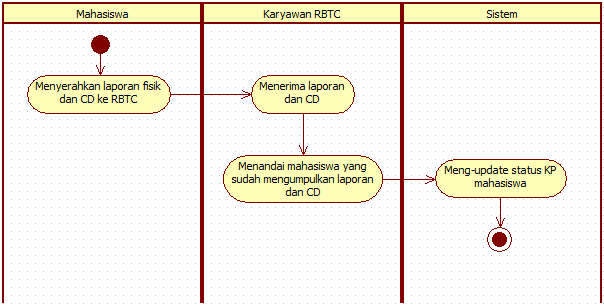 Mahasiswa
Karyawan RBTC
Sistem
Menyerahkan laporan fisik
dan CD ke RBTC
Menerima laporan
dan CD
Menandai mahasiswa yang
sudah mengumpulkan laporan
dan CD
Meng-update status KP
mahasiswa